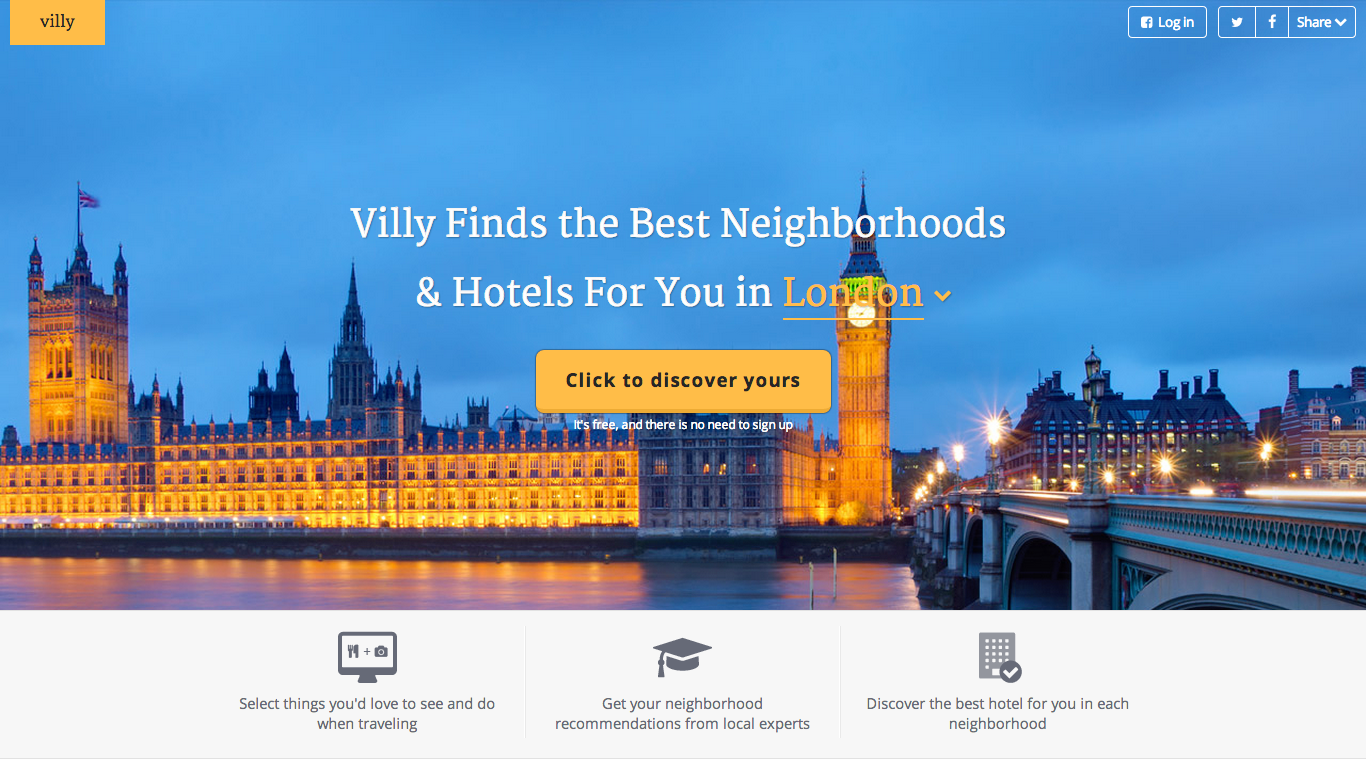 villy
Log in
Share
Villy Finds the Best Neighborhoods
& Hotels For You in London
Click to discover yours
It's free, and there is no need to sign up
Select things you'd love to see and do
when traveling
Get your neighborhood
recommendations from local experts
Discover the best hotel for you in each
neighborhood